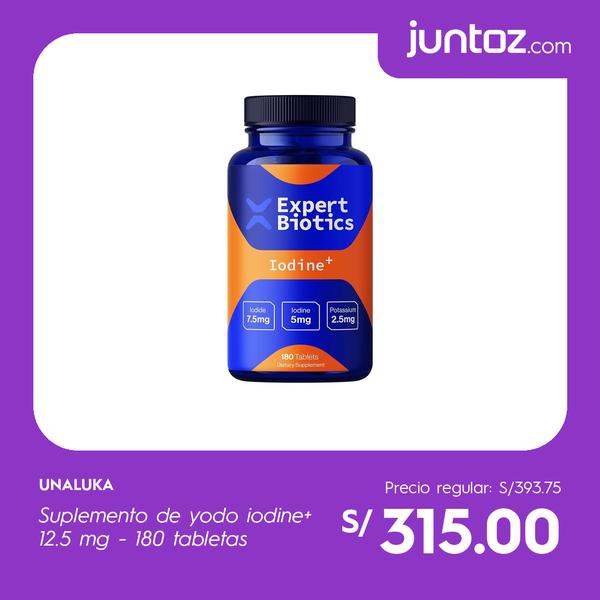 juntoz.com
Expert
Biotics
Iodine+
Iodide
7.5mg
Iodine
5mg
Potassium
2.5mg
180 Tablets
Dietary Supplement
UNALUKA
Suplemento de yodo iodine+
12.5 mg - 180 tabletas
Precio regular: S/393.75
S/ 315.00